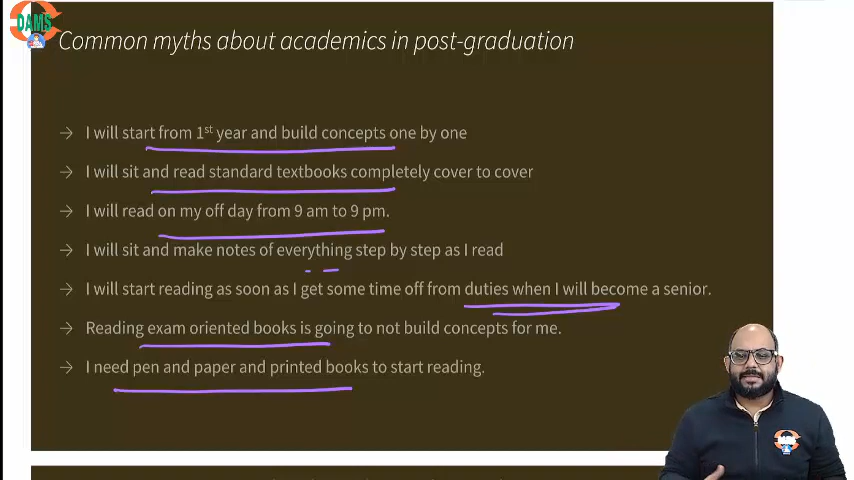 DAMS
Common myths about academics in post-graduation
→ I will start from 1st year and build concepts one by one
→ I will sit and read standard textbooks completely cover to cover
→ I will read on my off day from 9 am to 9 pm.
→ I will sit and make notes of everything step by step as I read
→ I will start reading as soon as I get some time off from duties when I will become a senior.
→ Reading exam oriented books is going to not build concepts for me.
→ I need pen and paper and printed books to start reading.